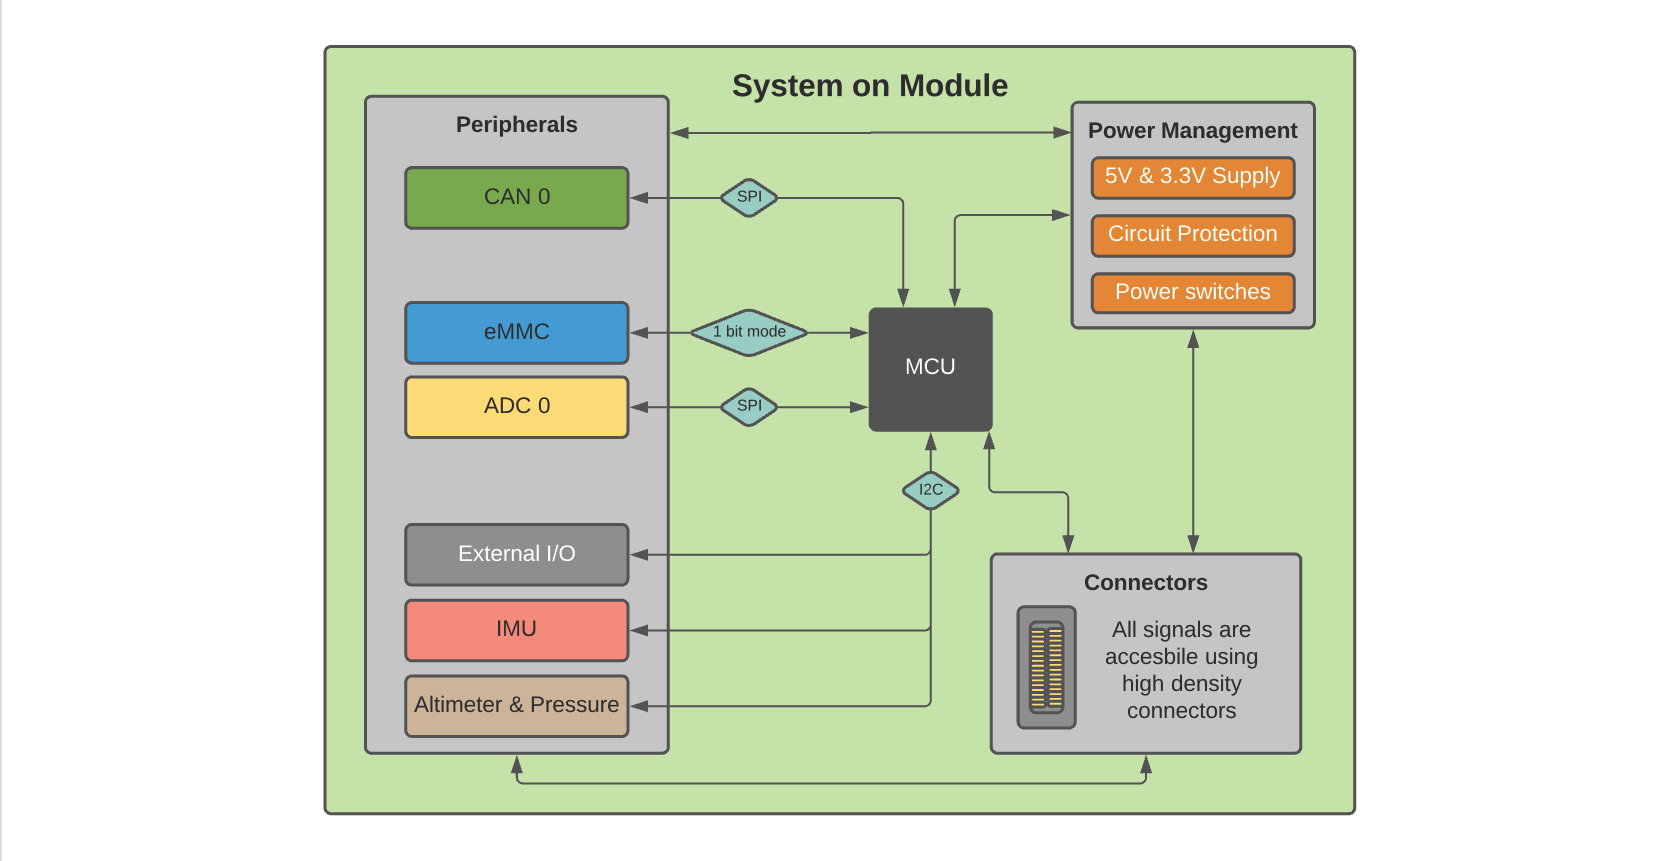 System on Module
Peripherals
CAN 0
eMMC
ADC 0
External I/O
IMU
Altimeter & Pressure
SPI
1 bit mode
SPI
I2C
MCU
Power Management
5V & 3.3V Supply
Circuit Protection
Power switches
Connectors
All signals are
accesbile using
high density
connectors